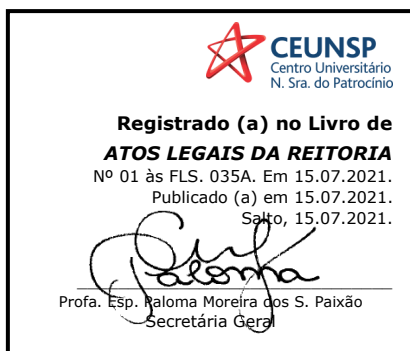 CEUNSP
Centro Universitário
N. Sra. do Patrocínio
Registrado (a) no Livro de
ATOS LEGAIS DA REITORIA
Nº 01 às FLS. 035A. Em 15.07.2021.
Publicado (a) em 15.07.2021.
Salto, 15.07.2021.
Paloma
Profa. Esp. Paloma Moreira dos S. Paixão
Secretária Geral